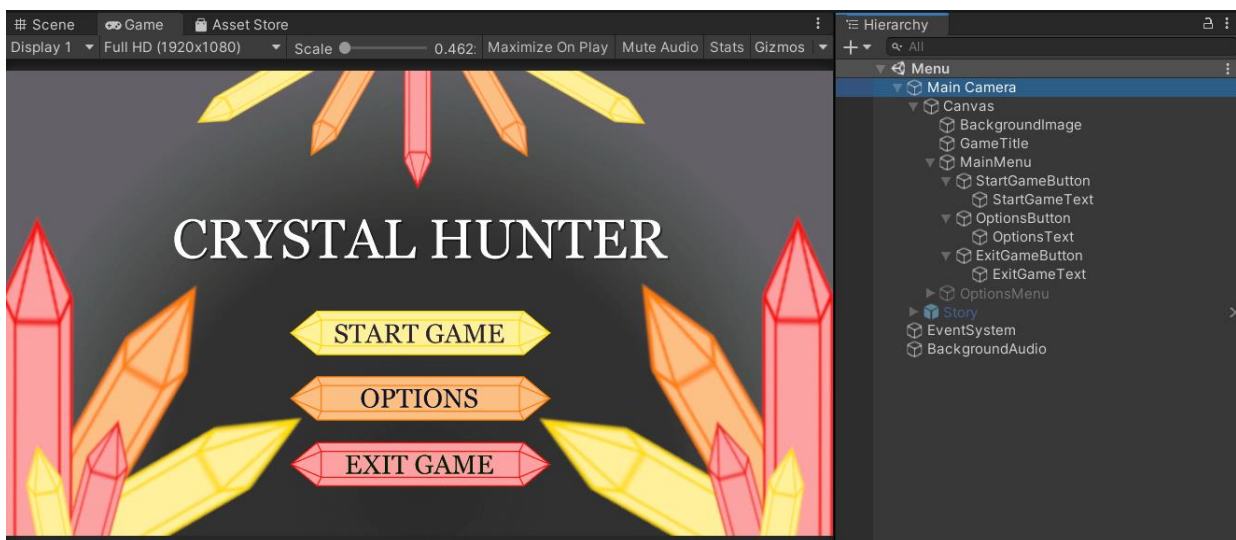 Scene Game Asset Store
Display 1 Full HD (1920x1080) Scale 0.462: Maximize On Play Mute Audio Stats Gizmos
CRYSTAL HUNTER
START GAME
OPTIONS
EXIT GAME
Hierarchy
All
Menu
Main Camera
Canvas
BackgroundImage
GameTitle
MainMenu
StartGameButton
StartGameText
OptionsButton
OptionsText
ExitGameButton
ExitGameText
OptionsMenu
Story
EventSystem
BackgroundAudio